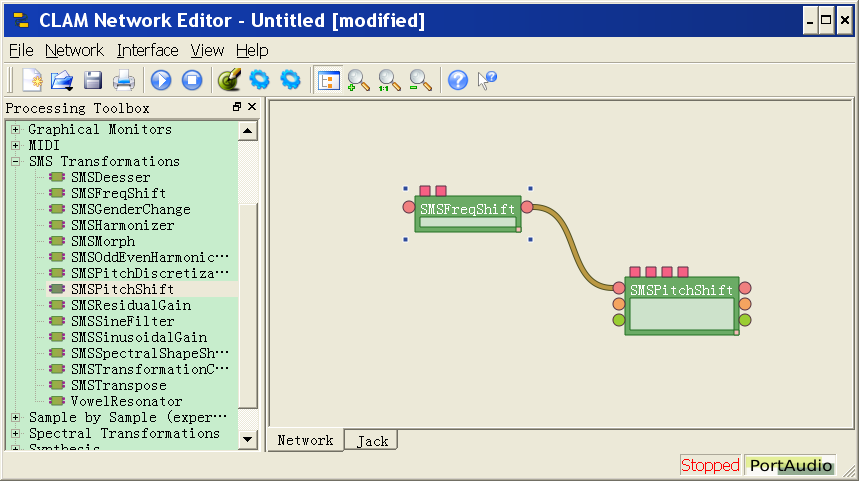 CLAM Network Editor - Untitled [modified]
File Network Interface View Help
1:1
Processing Toolbox
Graphical Monitors
MIDI
SMS Transformations
SMSDeesser
SMSFreqShift
SMSGenderChange
SMSHarmonizer
SMSMorph
SMSOddEvenHarmonic···
SMSPitchDiscretiza···
SMSPitchShift
SMSResidualGain
SMSSineFilter
SMSSinusoidalGain
SMSSpectralShapeSh···
SMSTransformationC···
SMSTranspose
VowelResonator
Sample by Sample (exper···
Spectral Transformations
Synthesis
SMSFreqShift
SMSPitchShift
Network Jack
Stopped PortAudio